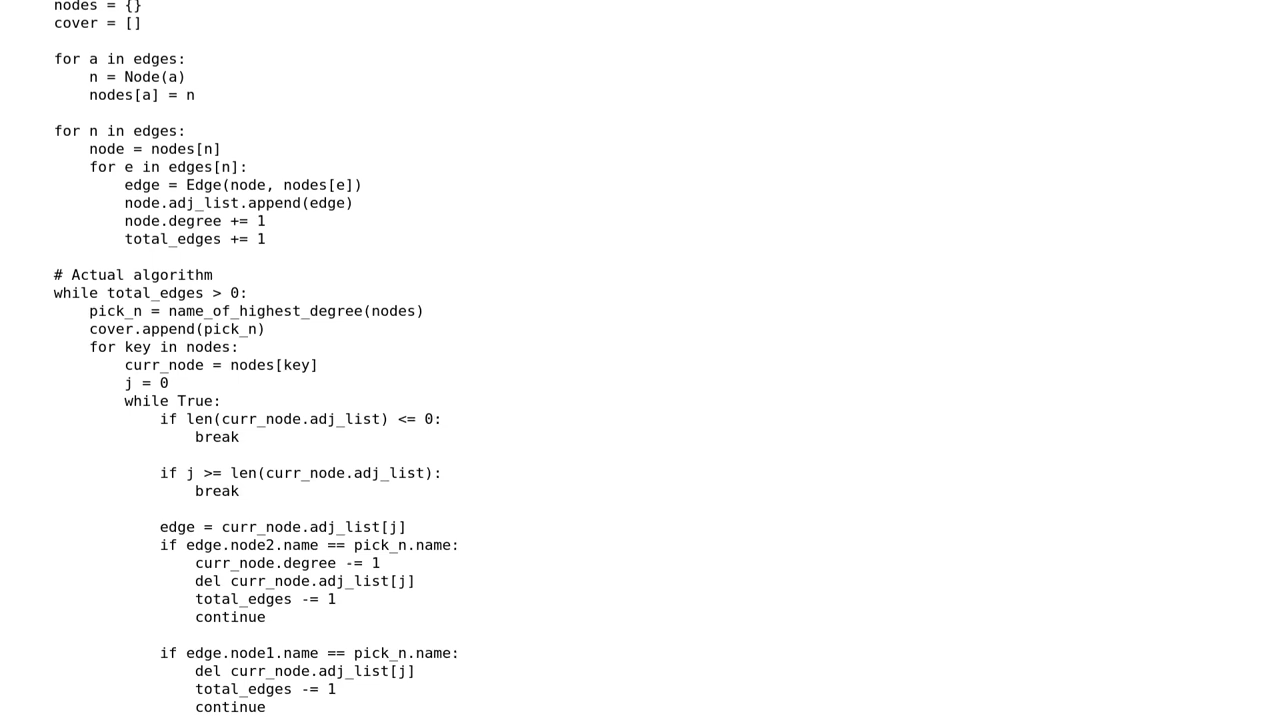 nodes = {}
cover = []

for a in edges:
    n = Node(a)
    nodes[a] = n

for n in edges:
    node = nodes[n]
    for e in edges[n]:
        edge = Edge(node, nodes[e])
        node.adj_list.append(edge)
        node.degree += 1
        total_edges += 1

# Actual algorithm
while total_edges > 0:
    pick_n = name_of_highest_degree(nodes)
    cover.append(pick_n)
    for key in nodes:
        curr_node = nodes[key]
        j = 0
        while True:
            if len(curr_node.adj_list) <= 0:
                break

            if j >= len(curr_node.adj_list):
                break

            edge = curr_node.adj_list[j]
            if edge.node2.name == pick_n.name:
                curr_node.degree -= 1
                del curr_node.adj_list[j]
                total_edges -= 1
                continue

            if edge.node1.name == pick_n.name:
                del curr_node.adj_list[j]
                total_edges -= 1
                continue